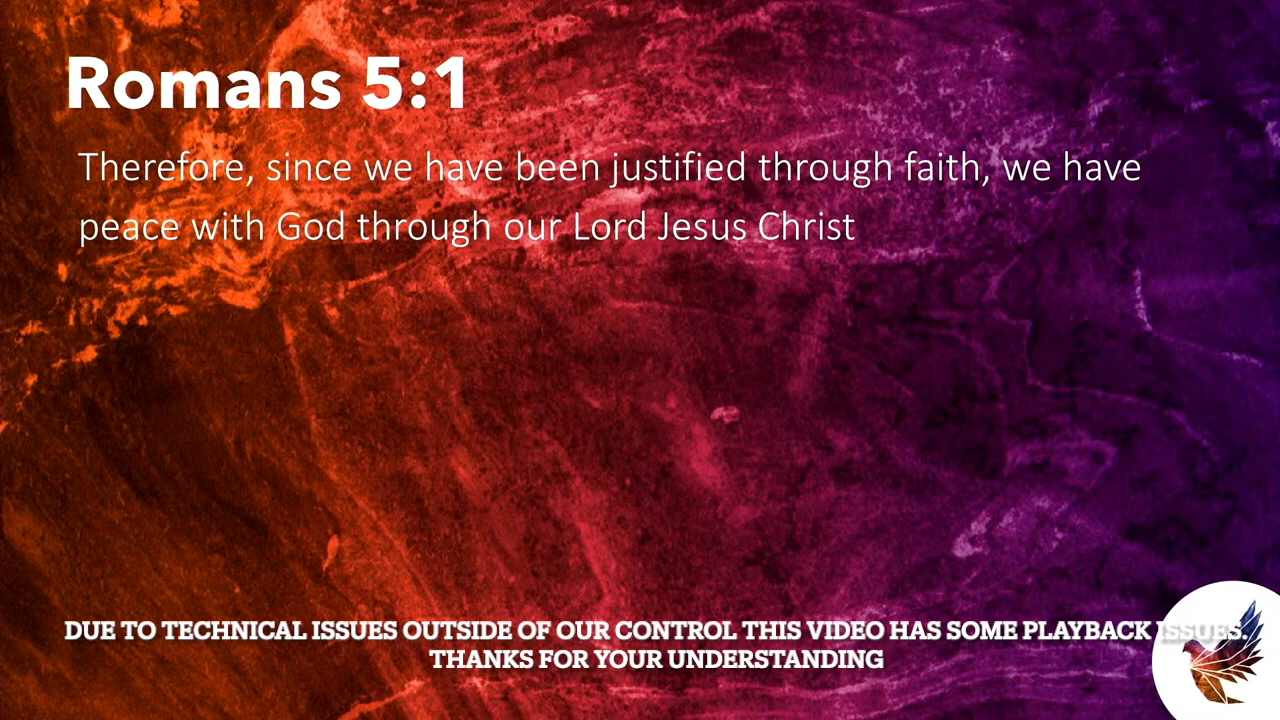 Romans 5:1
Therefore, since we have been justified through faith, we have
peace with God through our Lord Jesus Christ
DUE TO TECHNICAL ISSUES OUTSIDE OF OUR CONTROL THIS VIDEO HAS SOME PLAYBACK ISSUES.
THANKS FOR YOUR UNDERSTANDING